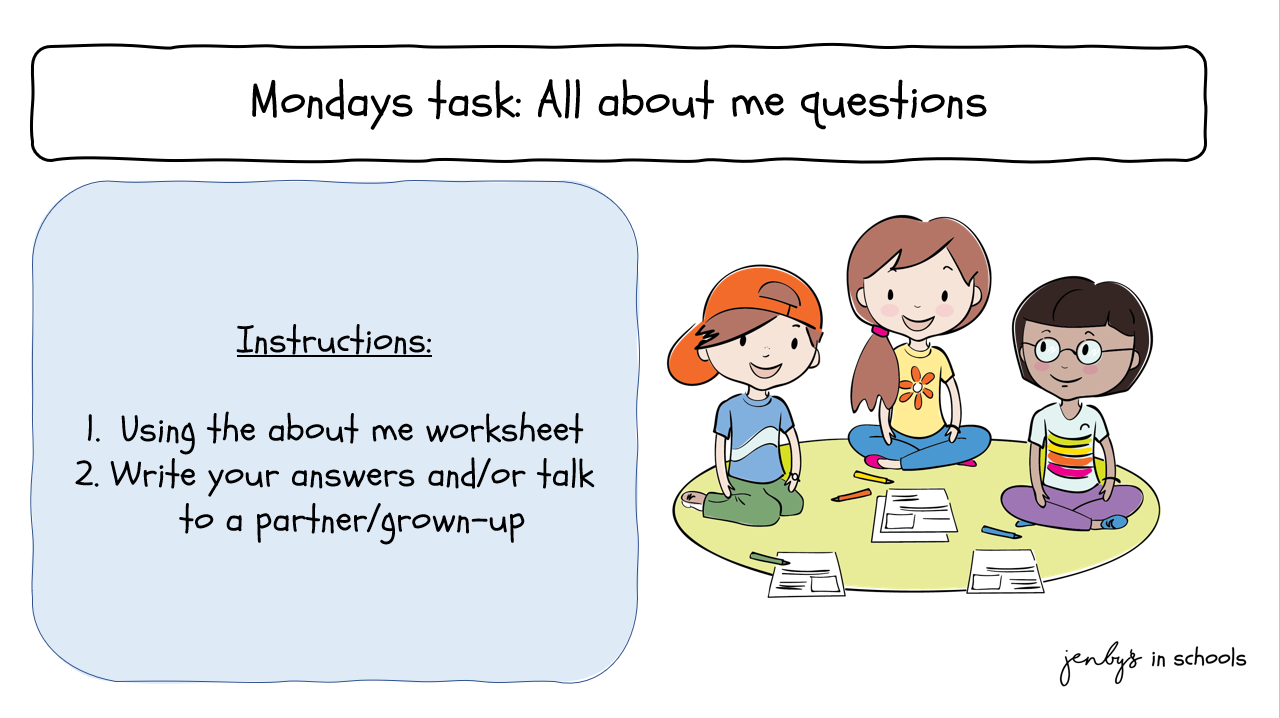 Mondays task: All about me questions
Instructions:
1. Using the about me worksheet
2. Write your answers and/or talk
to a partner/grown-up
jenby's in schools